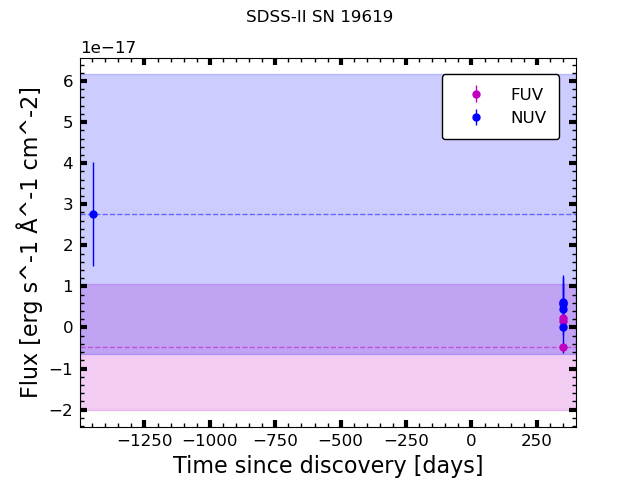 SDSS-II SN 19619
1e−17
FUV
NUV
6
5
4
3
2
1
0
−1
−2
Flux [erg s^-1 Å^-1 cm^-2]
−1250 −1000 −750 −500 −250 0 250
Time since discovery [days]